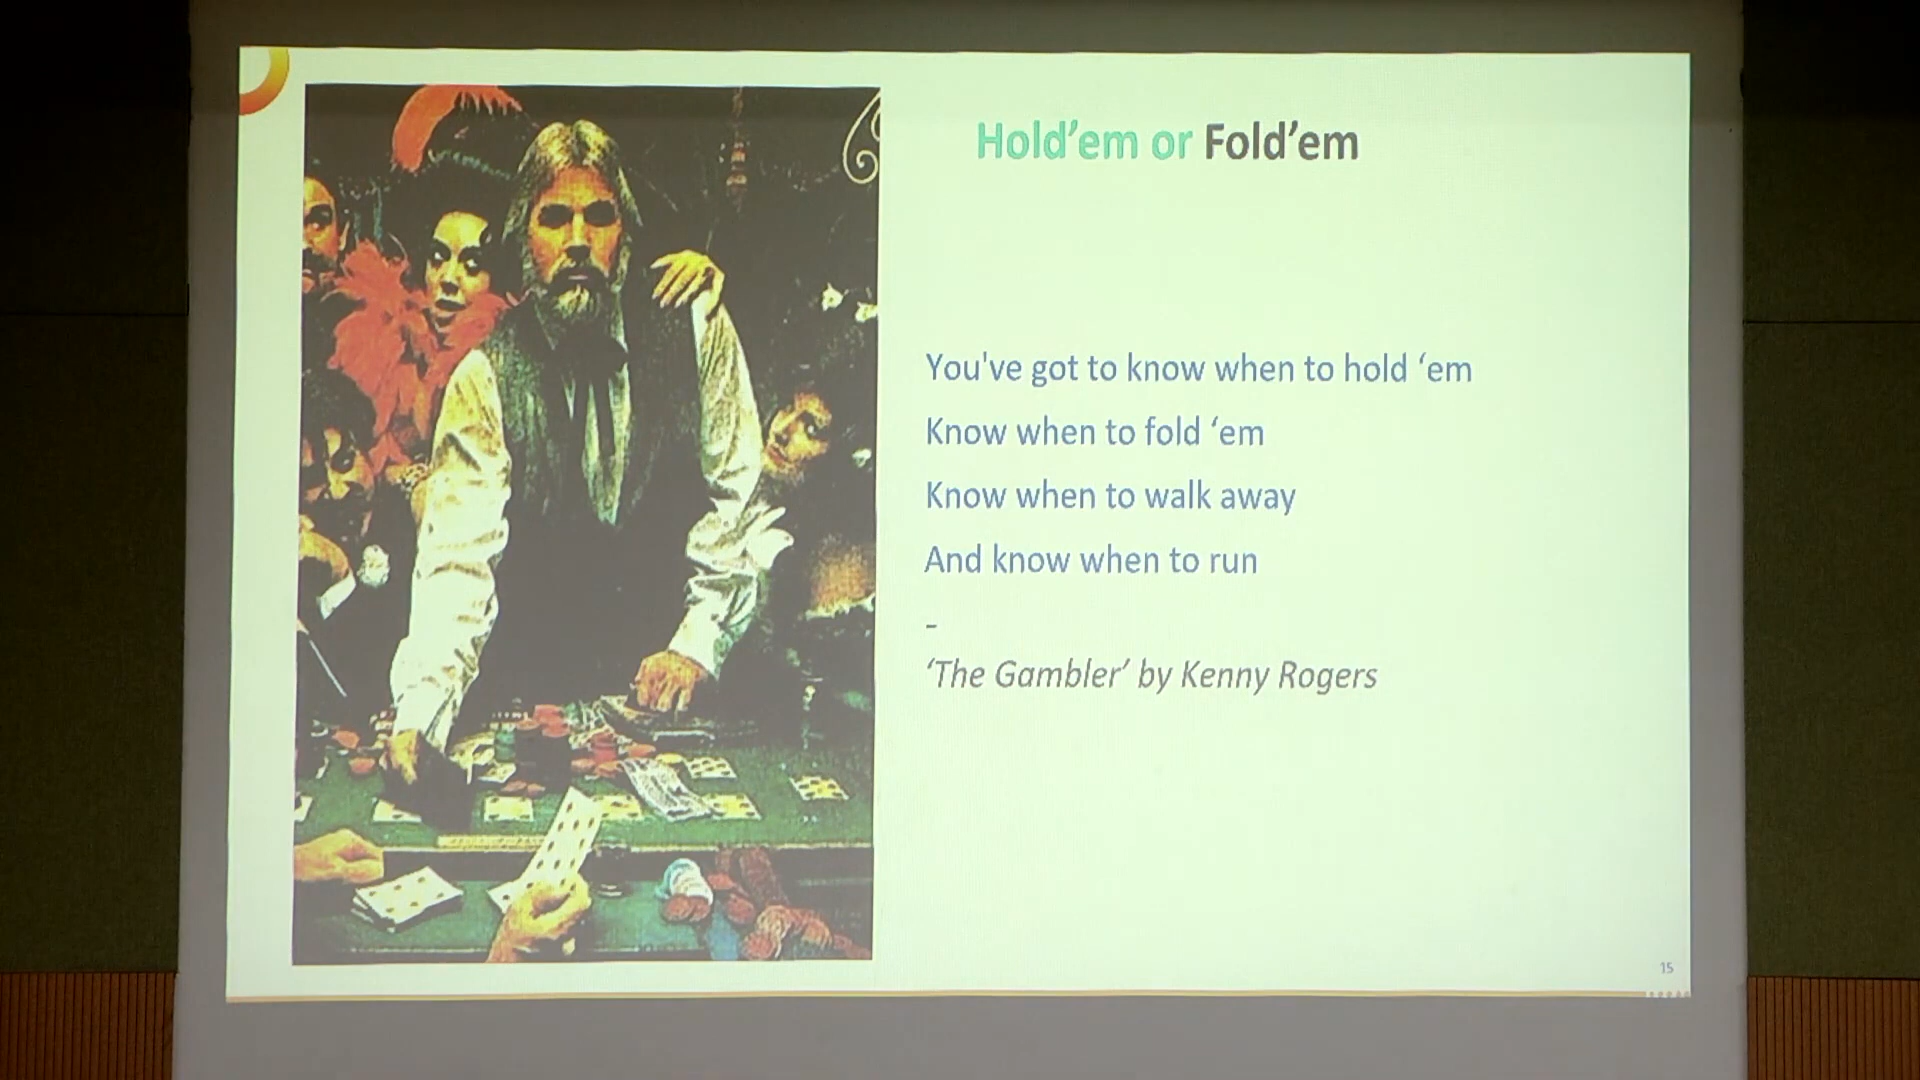 Hold’em or Fold’em
You've got to know when to hold ‘em
Know when to fold ‘em
Know when to walk away
And know when to run
-
‘The Gambler’ by Kenny Rogers
15